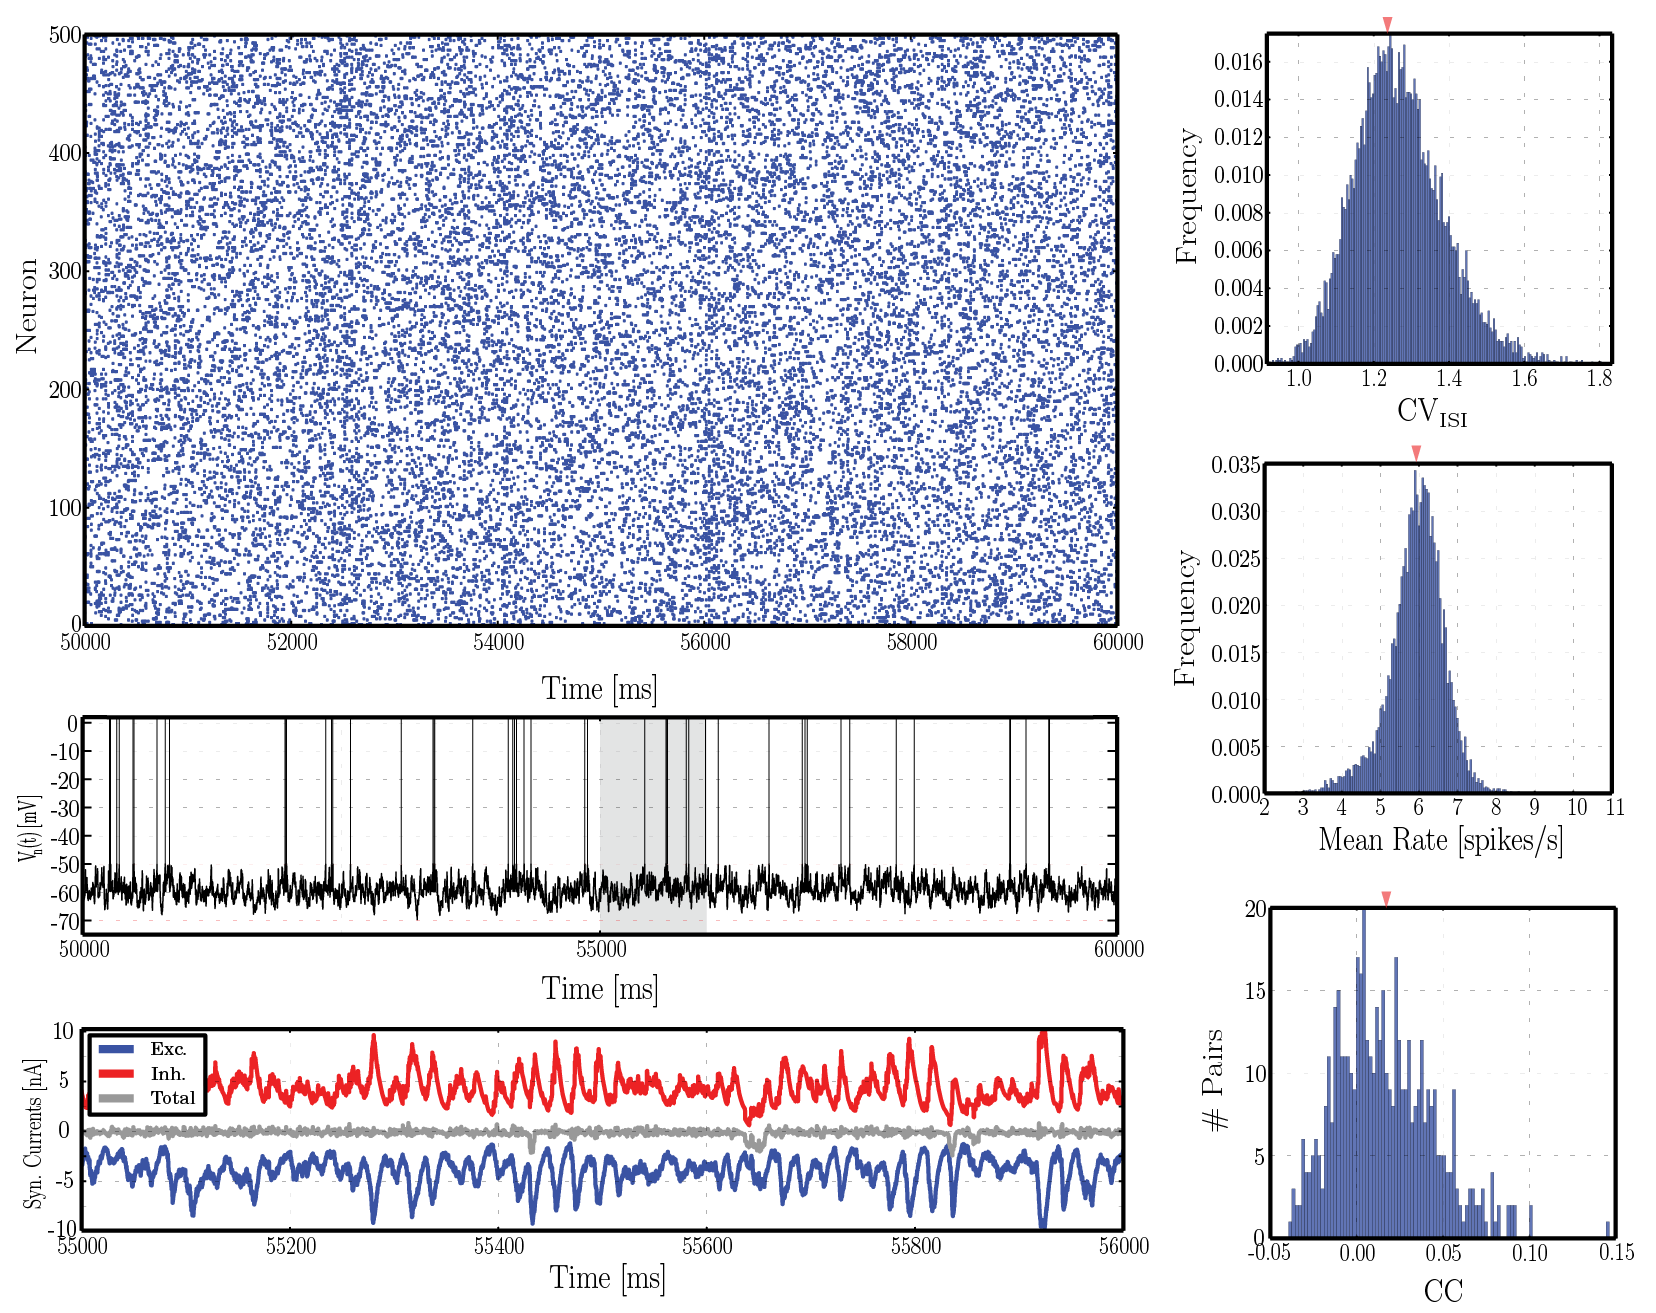 500
400
300
200
100
0
Neuron
50000 52000 54000 56000 58000 60000
Time [ms]
0
-10
-20
-30
-40
-50
-60
-70
Vn(t) [mV]
50000 55000 60000
Time [ms]
10
5
0
-5
-10
Syn. Currents [nA]
Exc.
Inh.
Total
55000 55200 55400 55600 55800 56000
Time [ms]
0.016
0.014
0.012
0.010
0.008
0.006
0.004
0.002
0.000
Frequency
1.0 1.2 1.4 1.6 1.8
CV_ISI
0.035
0.030
0.025
0.020
0.015
0.010
0.005
0.000
Frequency
2 3 4 5 6 7 8 9 10 11
Mean Rate [spikes/s]
20
15
10
5
0
# Pairs
-0.05 0.00 0.05 0.10 0.15
CC